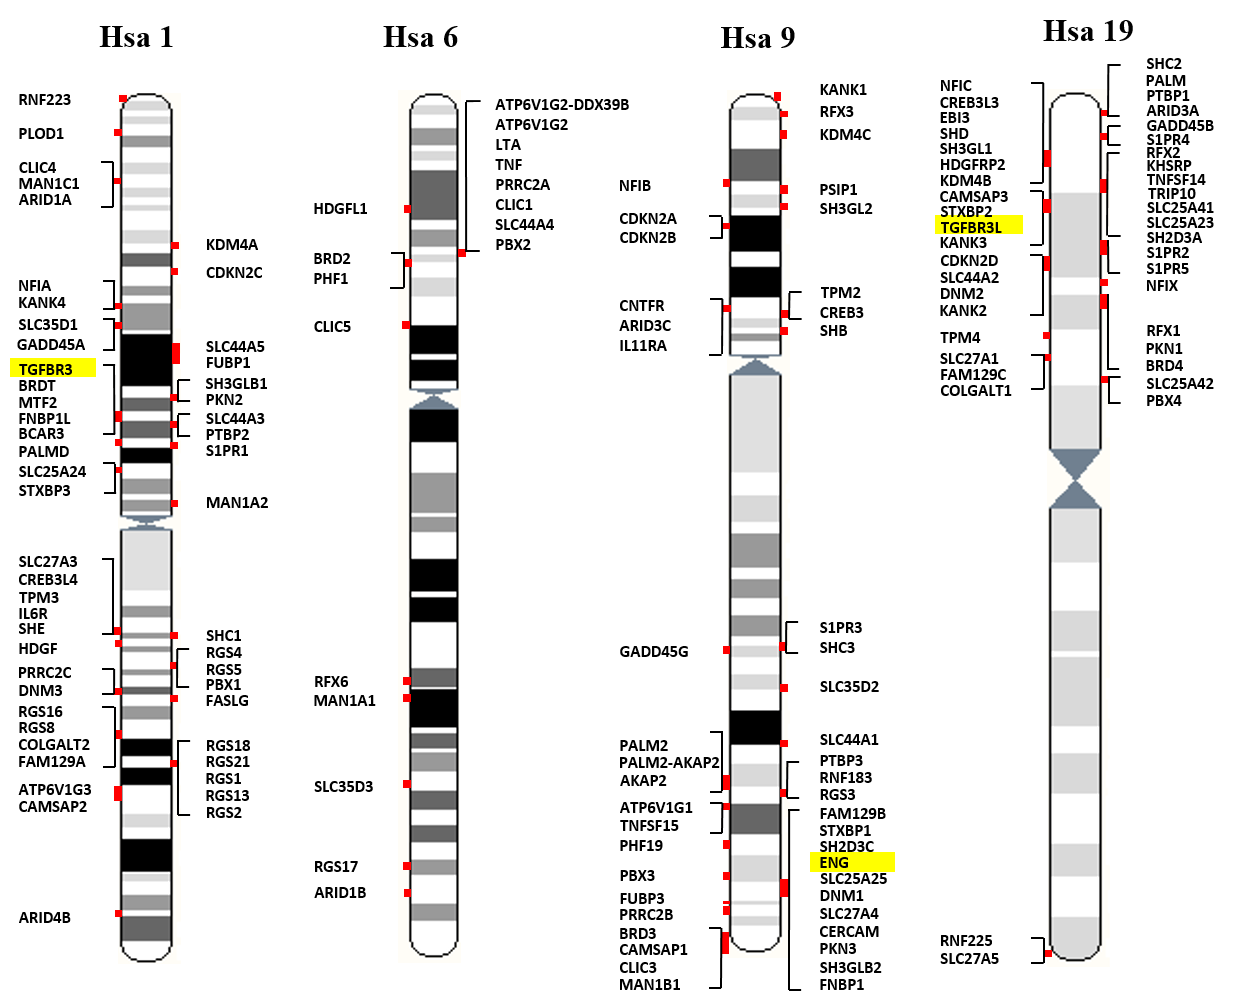 Hsa 1
RNF223
PLOD1
CLIC4
MAN1C1
ARID1A
NFIA
KANK4
SLC35D1
GADD45A
TGFBR3
BRDT
MTF2
FNBP1L
BCAR3
PALMD
SLC25A24
STXBP3
SLC27A3
CREB3L4
TPM3
IL6R
SHE
HDGF
PRRC2C
DNM3
RGS16
RGS8
COLGALT2
FAM129A
ATP6V1G3
CAMSAP2
ARID4B
KDM4A
CDKN2C
SLC44A5
FUBP1
SH3GLB1
PKN2
SLC44A3
PTBP2
S1PR1
MAN1A2
SHC1
RGS4
RGS5
PBX1
FASLG
RGS18
RGS21
RGS1
RGS13
RGS2
Hsa 6
HDGFL1
BRD2
PHF1
CLIC5
RFX6
MAN1A1
SLC35D3
RGS17
ARID1B
ATP6V1G2-DDX39B
ATP6V1G2
LTA
TNF
PRRC2A
CLIC1
SLC44A4
PBX2
Hsa 9
NFIB
CDKN2A
CDKN2B
CNTFR
ARID3C
IL11RA
GADD45G
PALM2
PALM2-AKAP2
AKAP2
ATP6V1G1
TNFSF15
PHF19
PBX3
FUBP3
PRRC2B
BRD3
CAMSAP1
CLIC3
MAN1B1
KANK1
RFX3
KDM4C
PSIP1
SH3GL2
TPM2
CREB3
SHB
S1PR3
SHC3
SLC35D2
SLC44A1
PTBP3
RNF183
RGS3
FAM129B
STXBP1
SH2D3C
ENG
SLC25A25
DNM1
SLC27A4
CERCAM
PKN3
SH3GLB2
FNBP1
Hsa 19
NFIC
CREB3L3
EBI3
SHD
SH3GL1
HDGFRP2
KDM4B
CAMSAP3
STXBP2
TGFBR3L
KANK3
CDKN2D
SLC44A2
DNM2
KANK2
TPM4
SLC27A1
FAM129C
COLGALT1
RNF225
SLC27A5
SHC2
PALM
PTBP1
ARID3A
GADD45B
S1PR4
RFX2
KHSRP
TNFSF14
TRIP10
SLC25A41
SLC25A23
SH2D3A
S1PR2
S1PR5
NFIX
RFX1
PKN1
BRD4
SLC25A42
PBX4